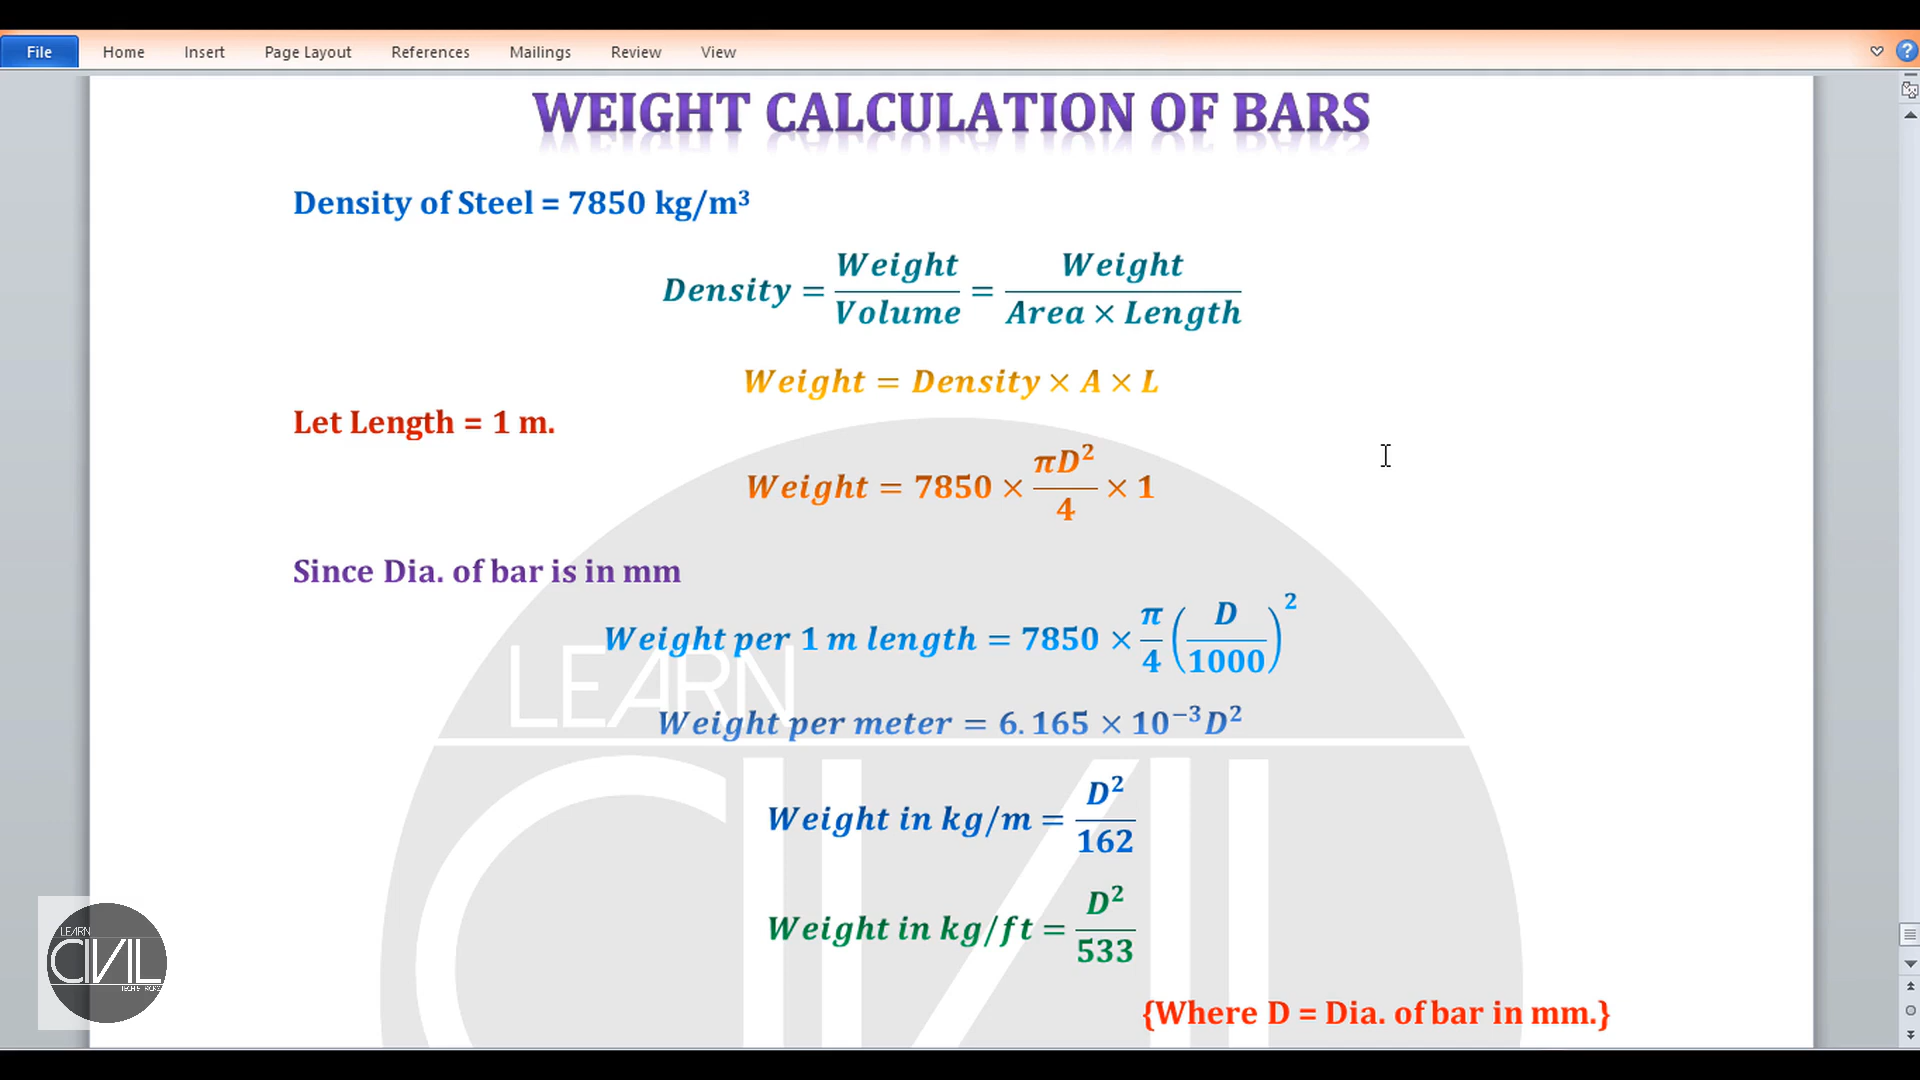 File Home Insert Page Layout References Mailings Review View
WEIGHT CALCULATION OF BARS
Density of Steel = 7850 kg/m³
Density = Weight / Volume = Weight / Area × Length
Weight = Density × A × L
Let Length = 1 m.
Weight = 7850 × πD² / 4 × 1
Since Dia. of bar is in mm
Weight per 1 m length = 7850 × π/4 (D/1000)²
LEARN
Weight per meter = 6.165 × 10⁻³D²
CIVIL
Weight in kg/m = D² / 162
Weight in kg/ft = D² / 533
LEARN
CIVIL
{Where D = Dia. of bar in mm.}